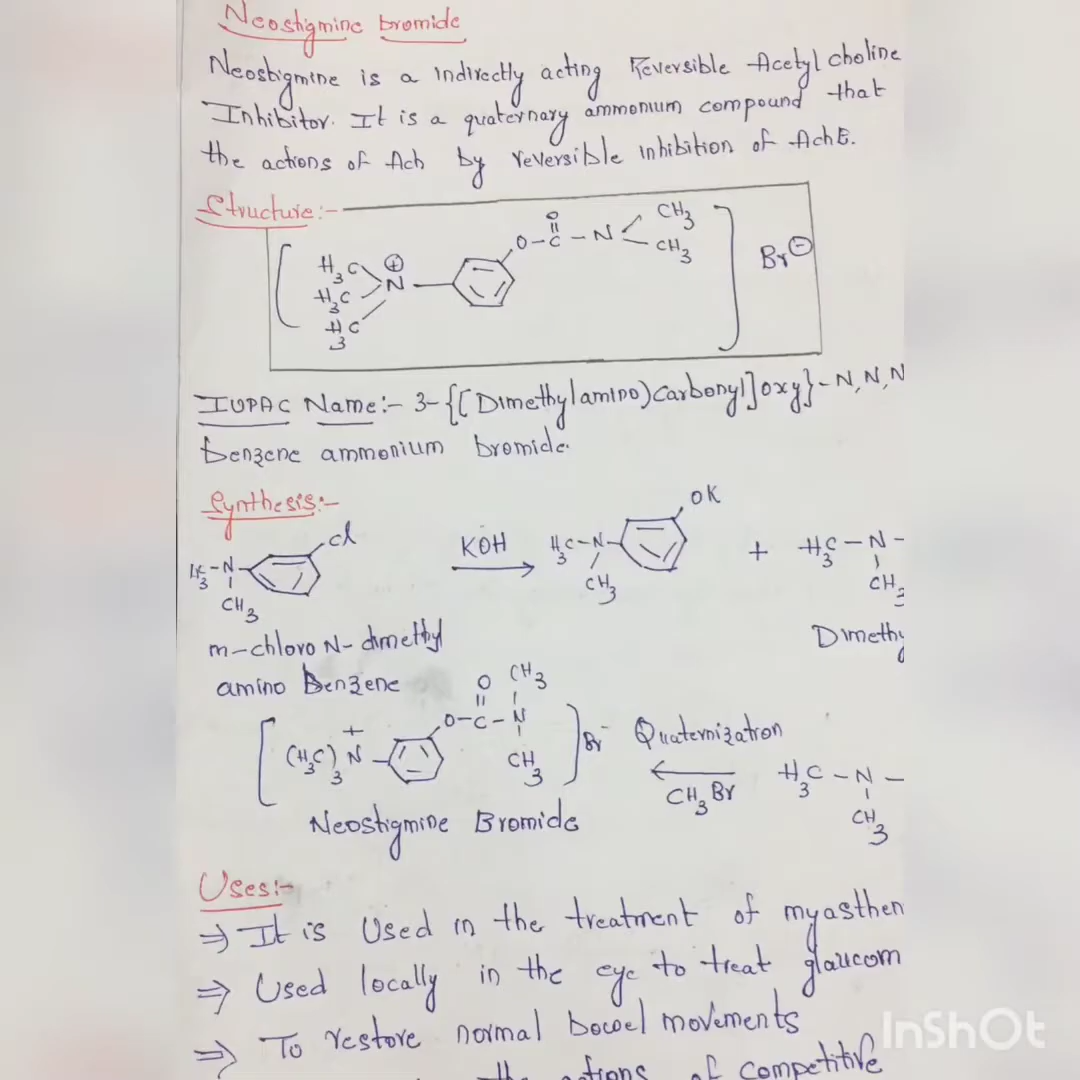 Neostigmine bromide
Neostigmine is a indirectly acting Reversible Acetyl choline
Inhibitor. It is a quaternary ammonium compound that
the actions of Ach by reversible inhibition of AchE.
Structure:-
[ H3C H3C H3C N⊕ O-C-N CH3 CH3 O ] Br⊖
IUPAC Name:- 3-{[Dimethylamino)carbonyl]oxy}-N,N,N
benzene ammonium bromide.
Synthesis:-
H3C-N CH3 Cl KOH H3C-N CH3 OK + H3C-N- CH3
m-chloro N-dimethyl Dimethy
amino Benzene
[ (H3C)3 N+ O-C-N O CH3 CH3 ] Br- Quaternization CH3Br H3C-N- CH3
Neostigmine Bromide
Uses:-
⇒ It is Used in the treatment of myasthen
⇒ Used locally in the eye to treat glaucom
⇒ To restore normal bowel movements
the actions of competitive
InShOt